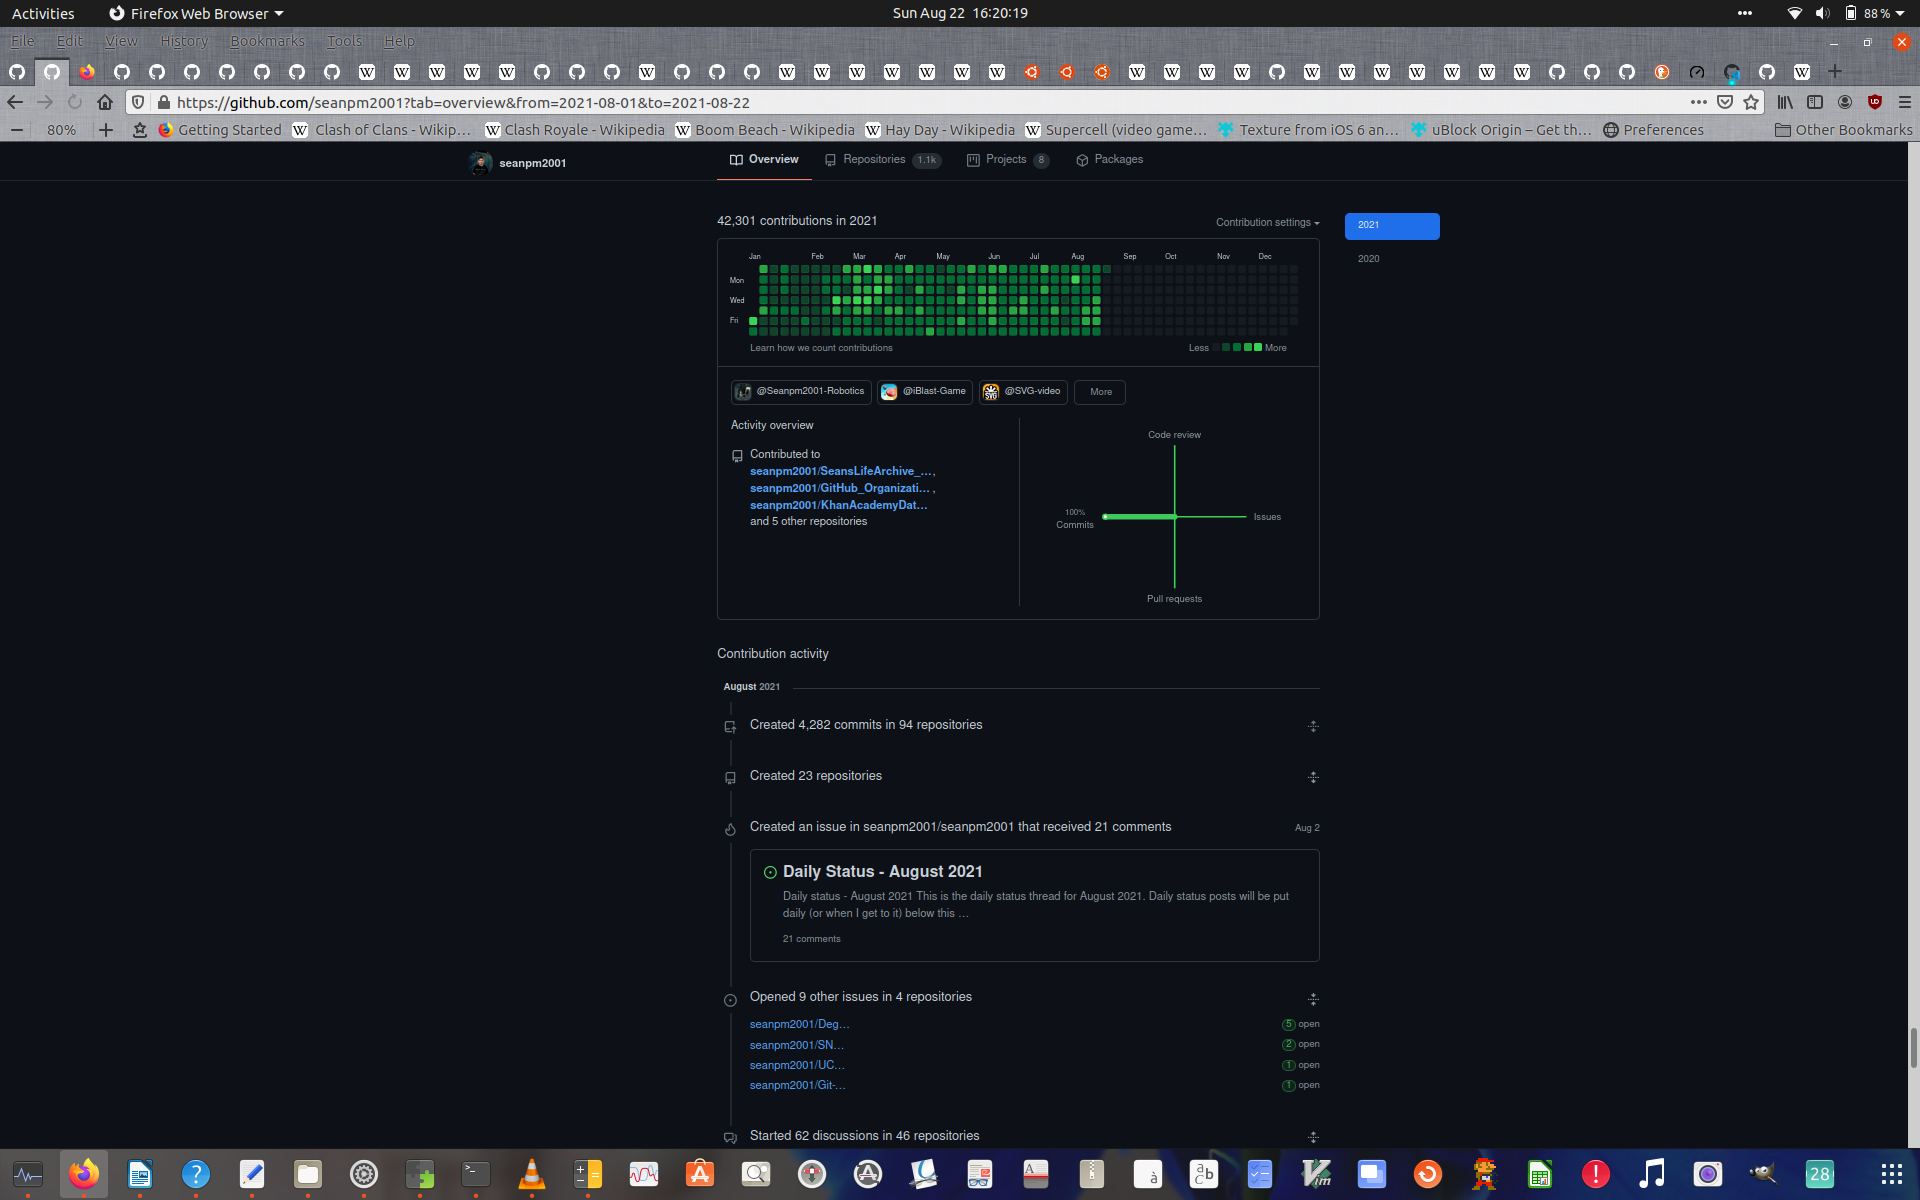 Activities
Firefox Web Browser
Sun Aug 22 16:20:19
88 %
File Edit View History Bookmarks Tools Help
https://github.com/seanpm2001?tab=overview&from=2021-08-01&to=2021-08-22
80%
Getting Started
Clash of Clans - Wikip…
Clash Royale - Wikipedia
Boom Beach - Wikipedia
Hay Day - Wikipedia
Supercell (video game…
Texture from iOS 6 an…
uBlock Origin – Get th…
Preferences
Other Bookmarks
seanpm2001
Overview
Repositories 1.1k
Projects 8
Packages
42,301 contributions in 2021
Contribution settings
2021
2020
Jan Feb Mar Apr May Jun Jul Aug Sep Oct Nov Dec
Mon
Wed
Fri
Learn how we count contributions
Less More
@Seanpm2001-Robotics
@iBlast-Game
@SVG-video
More
Activity overview
Contributed to
seanpm2001/SeansLifeArchive_… ,
seanpm2001/GitHub_Organizati… ,
seanpm2001/KhanAcademyDat…
and 5 other repositories
Code review
100%
Commits
Issues
Pull requests
Contribution activity
August 2021
Created 4,282 commits in 94 repositories
Created 23 repositories
Created an issue in seanpm2001/seanpm2001 that received 21 comments
Aug 2
Daily Status - August 2021
Daily status - August 2021 This is the daily status thread for August 2021. Daily status posts will be put
daily (or when I get to it) below this …
21 comments
Opened 9 other issues in 4 repositories
seanpm2001/Deg… 5 open
seanpm2001/SN… 2 open
seanpm2001/UC… 1 open
seanpm2001/Git-… 1 open
Started 62 discussions in 46 repositories
28